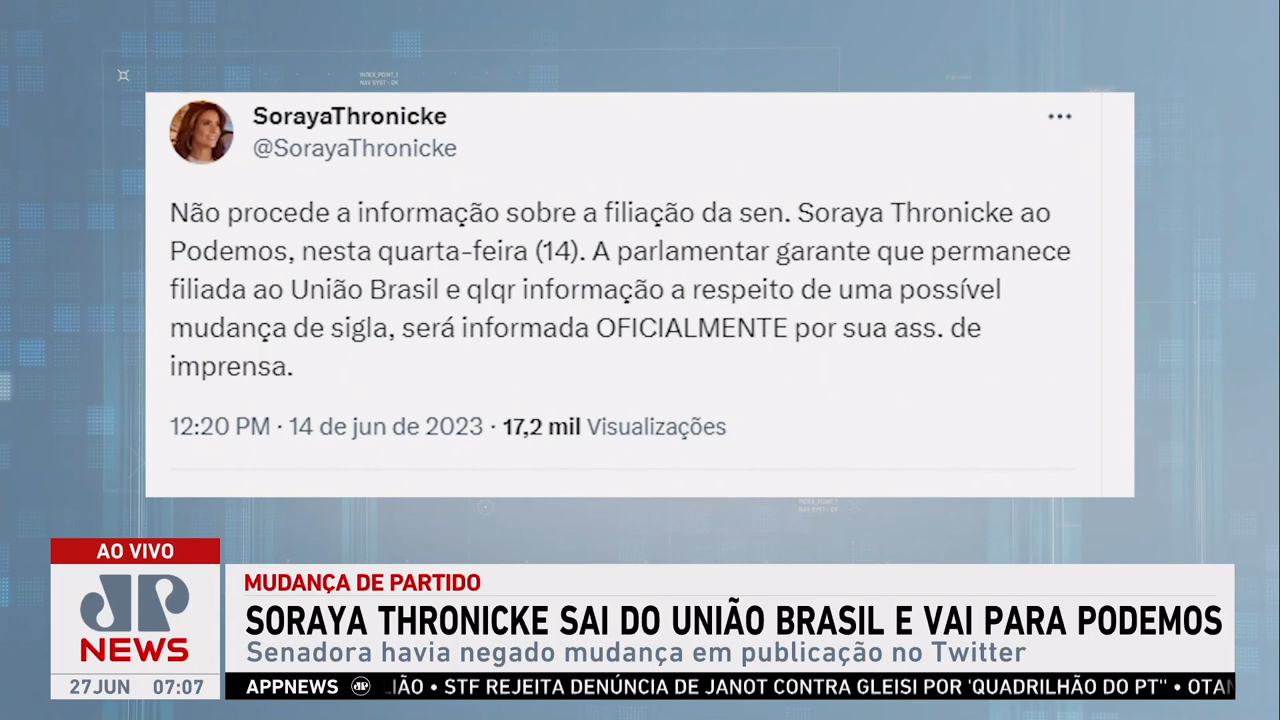 SorayaThronicke
@SorayaThronicke
Não procede a informação sobre a filiação da sen. Soraya Thronicke ao
Podemos, nesta quarta-feira (14). A parlamentar garante que permanece
filiada ao União Brasil e qlqr informação a respeito de uma possível
mudança de sigla, será informada OFICIALMENTE por sua ass. de
imprensa.
12:20 PM · 14 de jun de 2023 · 17,2 mil Visualizações
AO VIVO
JP
NEWS
27JUN 07:07
MUDANÇA DE PARTIDO
SORAYA THRONICKE SAI DO UNIÃO BRASIL E VAI PARA PODEMOS
Senadora havia negado mudança em publicação no Twitter
APPNEWS JP IÃO • STF REJEITA DENÚNCIA DE JANOT CONTRA GLEISI POR 'QUADRILHÃO DO PT" • OTAN